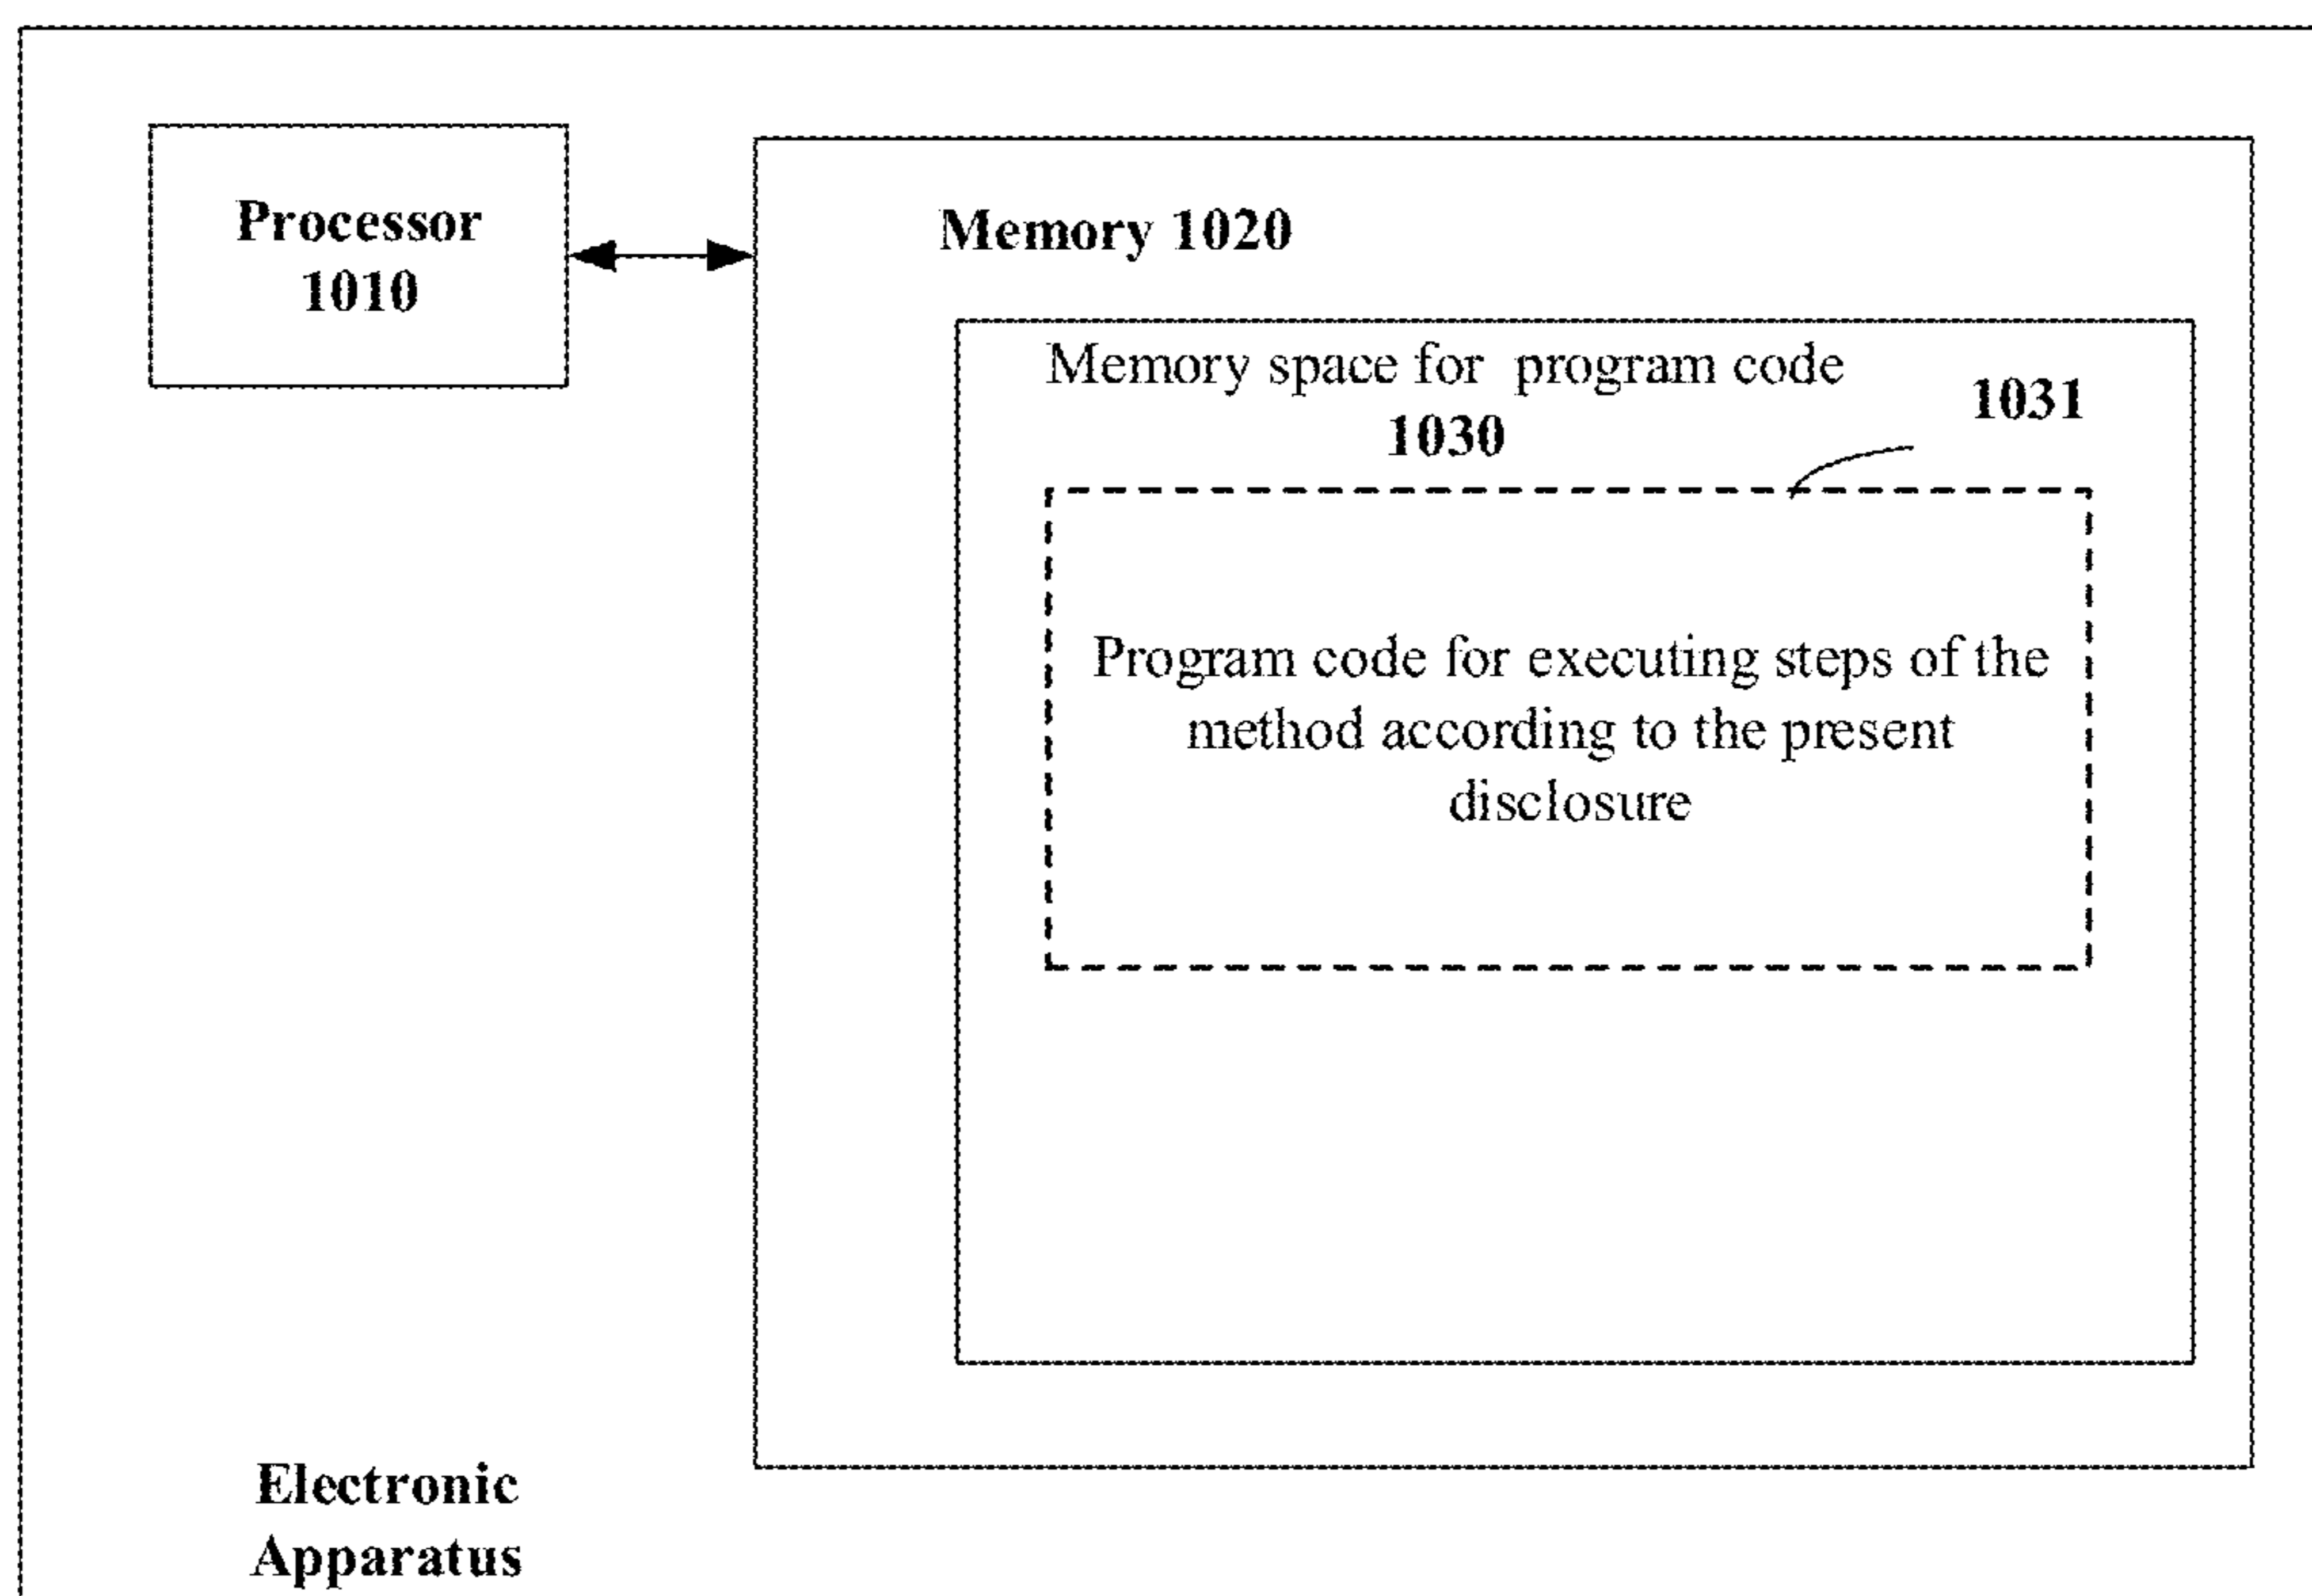 Processor
1010
Memory 1020
Memory space for program code
1030
1031
Program code for executing steps of the
method according to the present
disclosure
Electronic
Apparatus